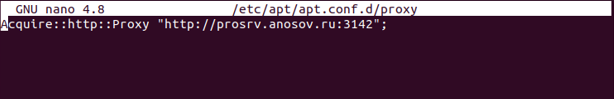 GNU nano 4.8 /etc/apt/apt.conf.d/proxy
Acquire::http::Proxy "http://prosrv.anosov.ru:3142";